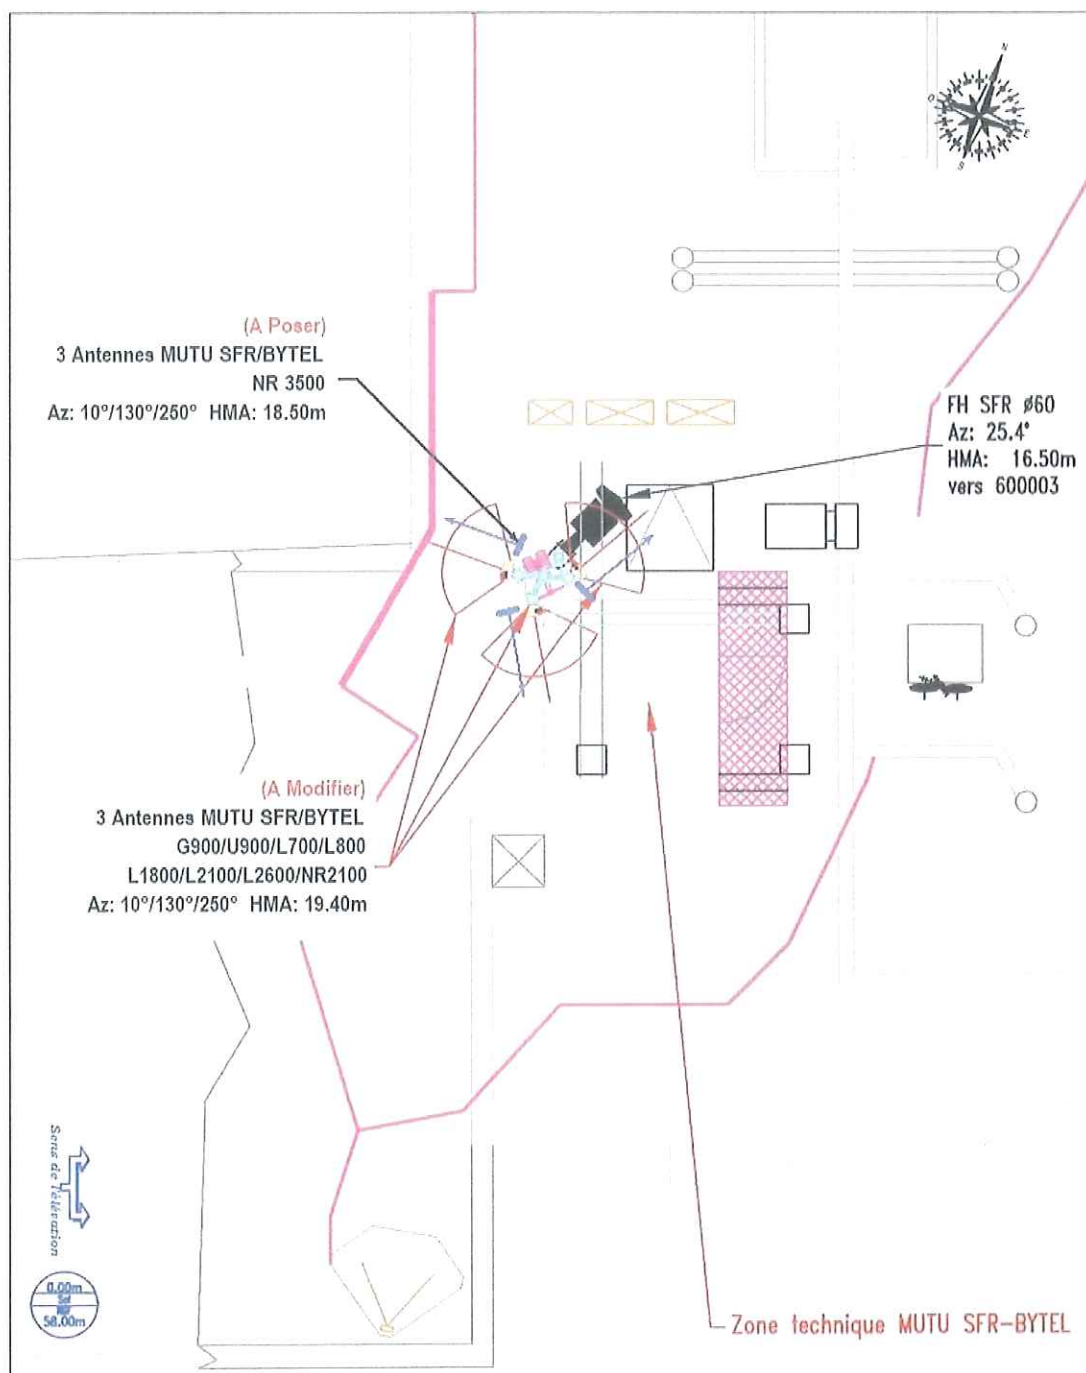 N
O
E
S
(A Poser)
3 Antennes MUTU SFR/BYTEL
NR 3500
Az: 10°/130°/250° HMA: 18.50m
FH SFR ø60
Az: 25.4°
HMA: 16.50m
vers 600003
(A Modifier)
3 Antennes MUTU SFR/BYTEL
G900/U900/L700/L800
L1800/L2100/L2600/NR2100
Az: 10°/130°/250° HMA: 19.40m
Sens de l'élévation
0.00m
Sol
NGF
58.00m
Zone technique MUTU SFR-BYTEL